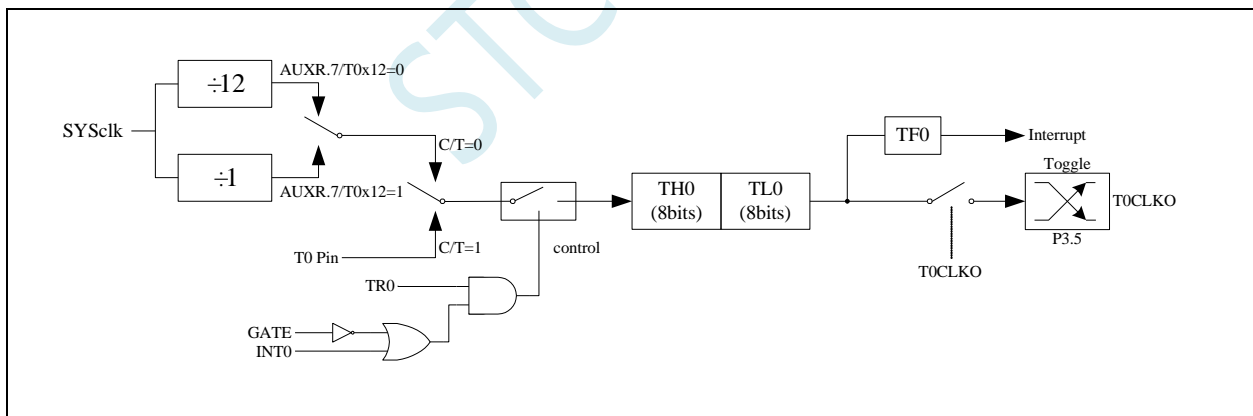 STC
÷12
AUXR.7/T0x12=0
SYSclk
÷1
AUXR.7/T0x12=1
C/T=0
T0 Pin
C/T=1
control
TR0
GATE
INT0
TH0
(8bits)
TL0
(8bits)
TF0
Interrupt
Toggle
T0CLKO
P3.5
T0CLKO